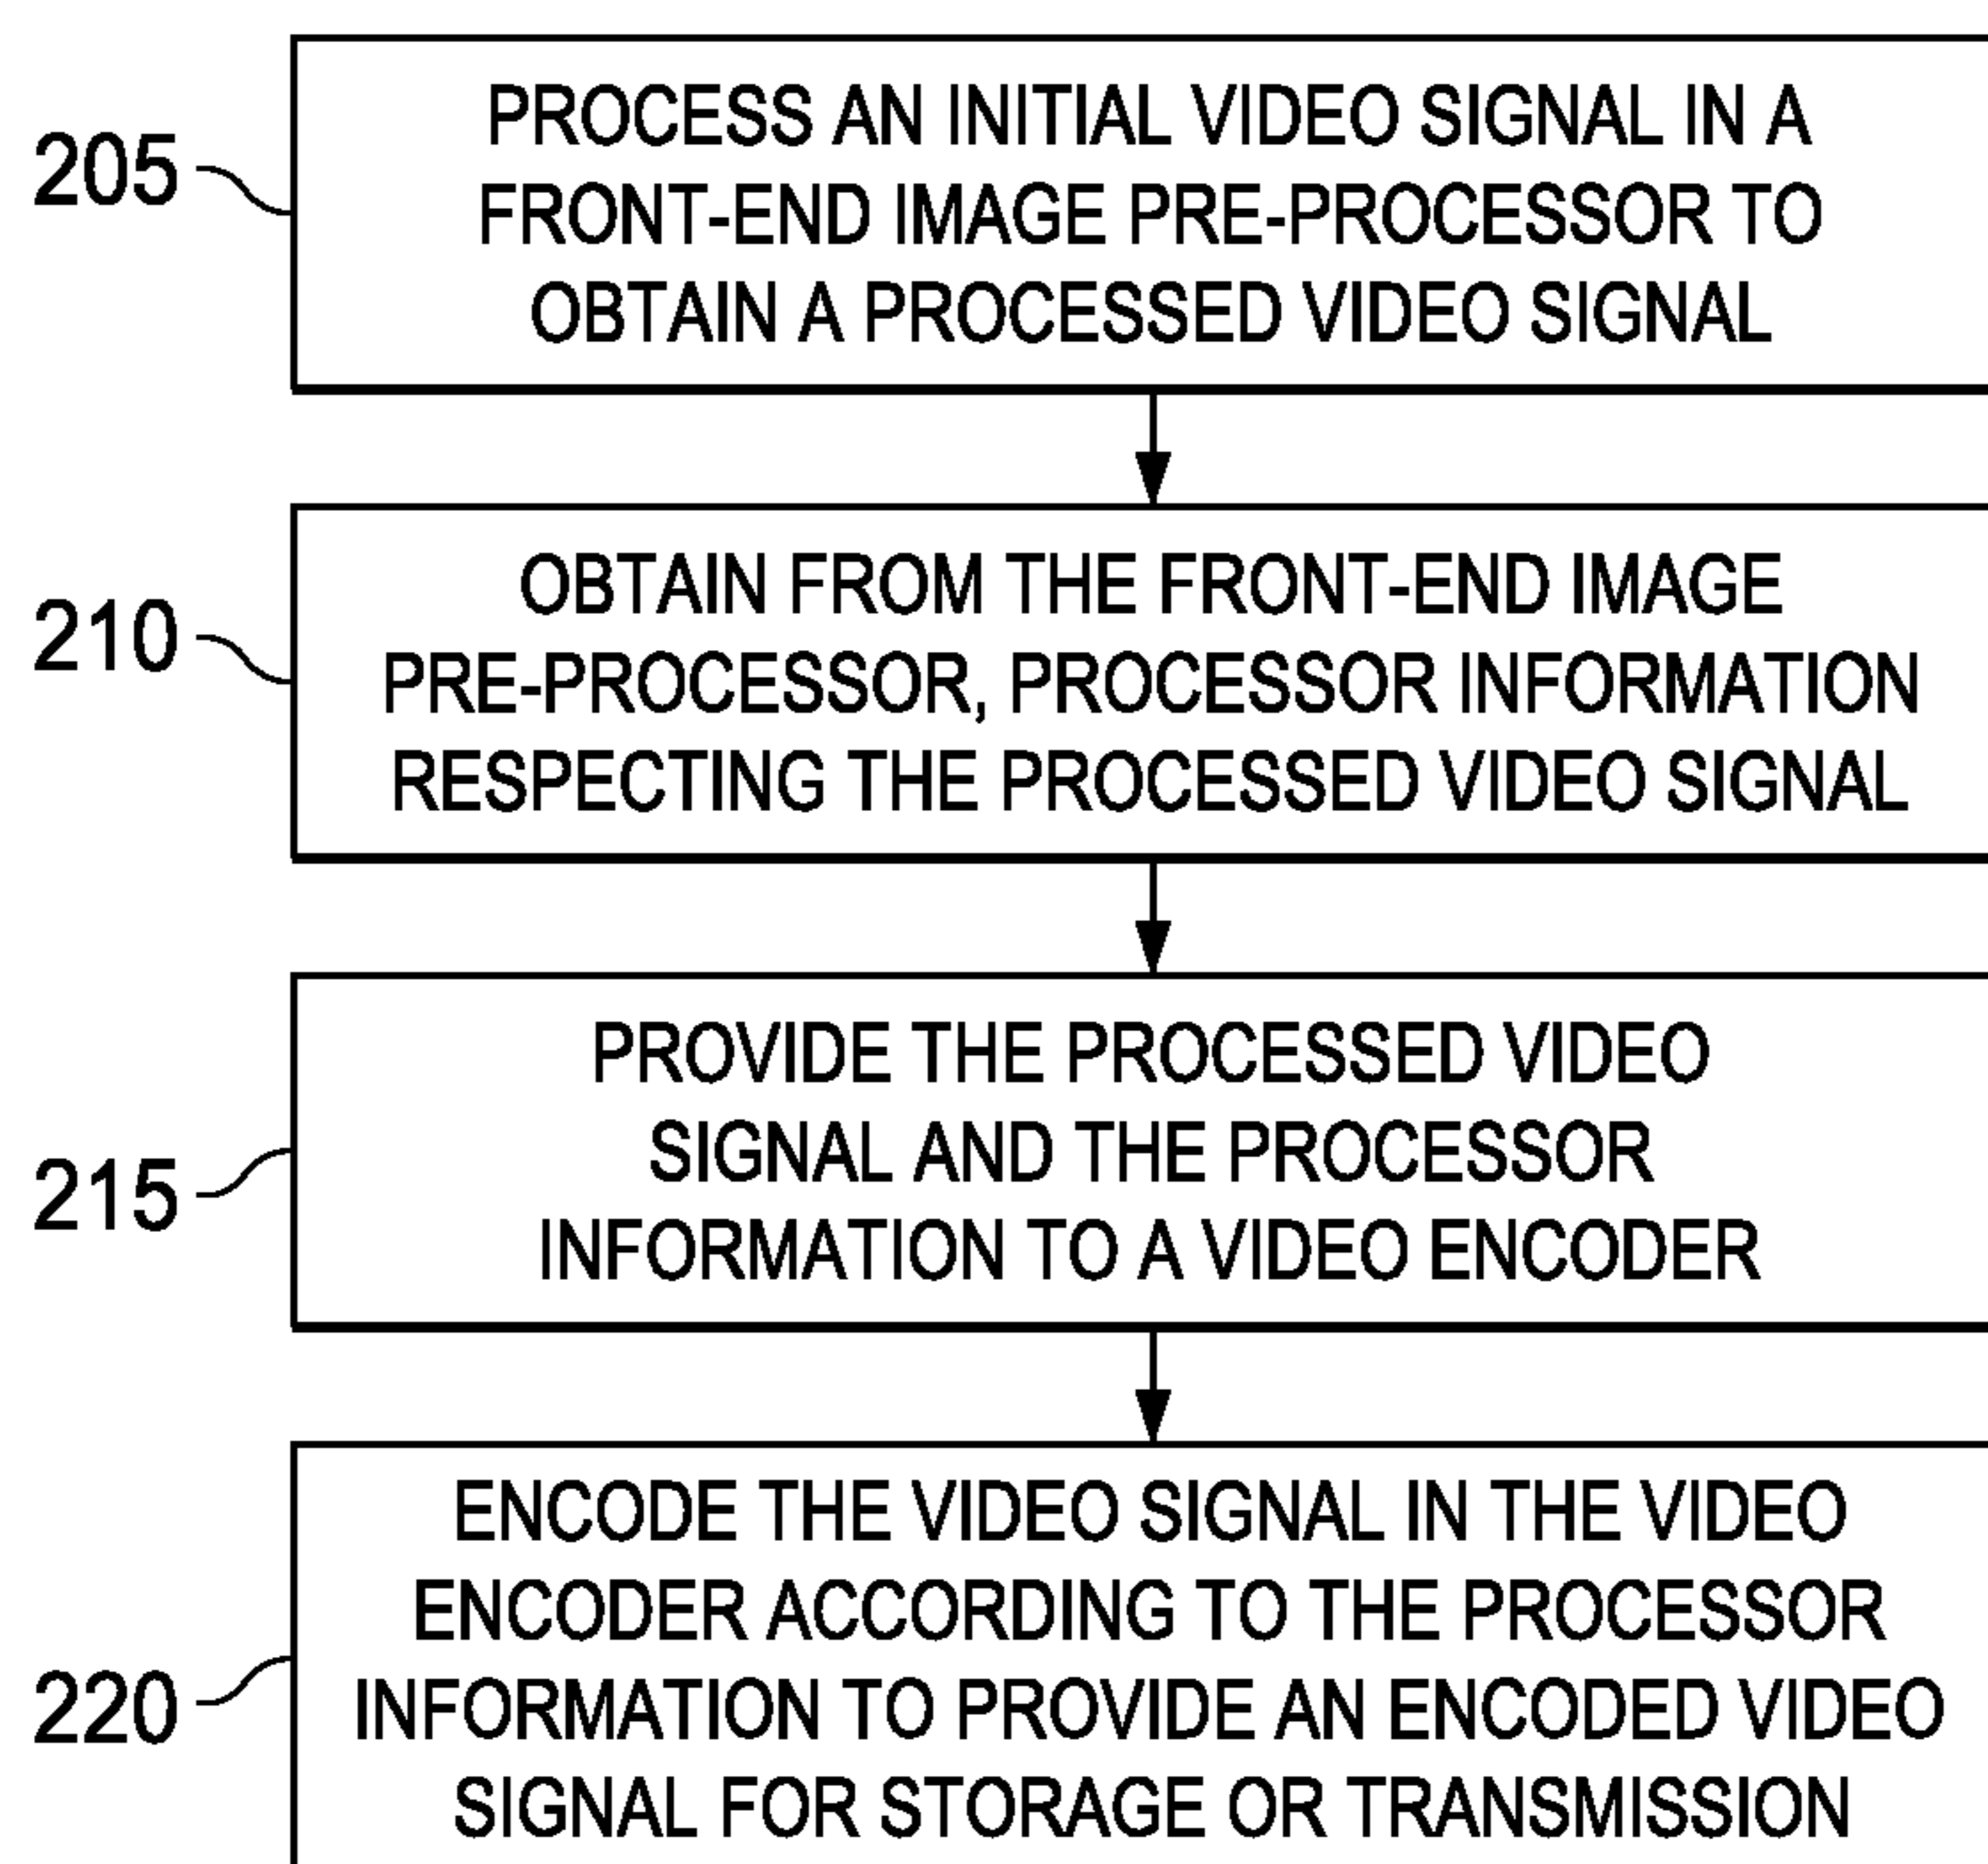 205
PROCESS AN INITIAL VIDEO SIGNAL IN A
FRONT-END IMAGE PRE-PROCESSOR TO
OBTAIN A PROCESSED VIDEO SIGNAL
210
OBTAIN FROM THE FRONT-END IMAGE
PRE-PROCESSOR, PROCESSOR INFORMATION
RESPECTING THE PROCESSED VIDEO SIGNAL
215
PROVIDE THE PROCESSED VIDEO
SIGNAL AND THE PROCESSOR
INFORMATION TO A VIDEO ENCODER
220
ENCODE THE VIDEO SIGNAL IN THE VIDEO
ENCODER ACCORDING TO THE PROCESSOR
INFORMATION TO PROVIDE AN ENCODED VIDEO
SIGNAL FOR STORAGE OR TRANSMISSION